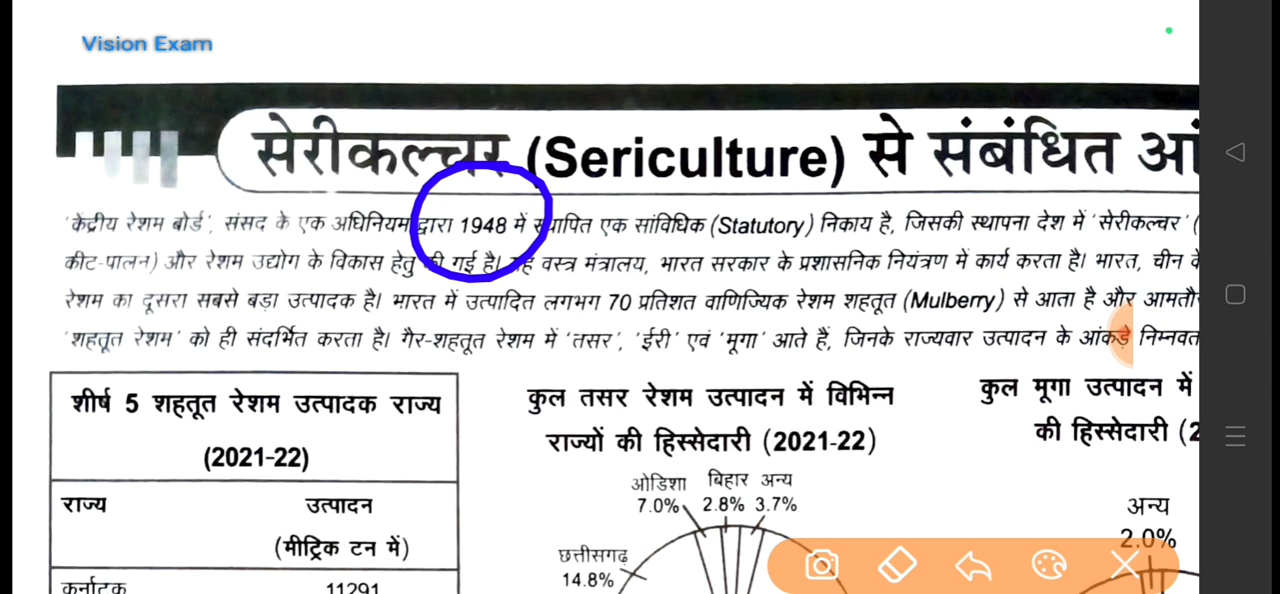 Vision Exam
सेरीकल्चर (Sericulture) से संबंधित आं
'केंद्रीय रेशम बोर्ड', संसद के एक अधिनियम द्वारा 1948 में स्थापित एक सांविधिक (Statutory) निकाय है, जिसकी स्थापना देश में 'सेरीकल्चर' (
कीट-पालन) और रेशम उद्योग के विकास हेतु की गई है। यह वस्त्र मंत्रालय, भारत सरकार के प्रशासनिक नियंत्रण में कार्य करता है। भारत, चीन के
रेशम का दूसरा सबसे बड़ा उत्पादक है। भारत में उत्पादित लगभग 70 प्रतिशत वाणिज्यिक रेशम शहतूत (Mulberry) से आता है और आमतौ
'शहतूत रेशम' को ही संदर्भित करता है। गैर-शहतूत रेशम में 'तसर', 'ईरी' एवं 'मूगा' आते हैं, जिनके राज्यवार उत्पादन के आंकड़े निम्नवत
शीर्ष 5 शहतूत रेशम उत्पादक राज्य
(2021-22)
राज्य उत्पादन
(मीट्रिक टन में)
कर्नाटक 11291
कुल तसर रेशम उत्पादन में विभिन्न
राज्यों की हिस्सेदारी (2021-22)
ओडिशा बिहार अन्य
7.0% 2.8% 3.7%
छत्तीसगढ़
14.8%
कुल मूगा उत्पादन में
की हिस्सेदारी (2
अन्य
2.0%